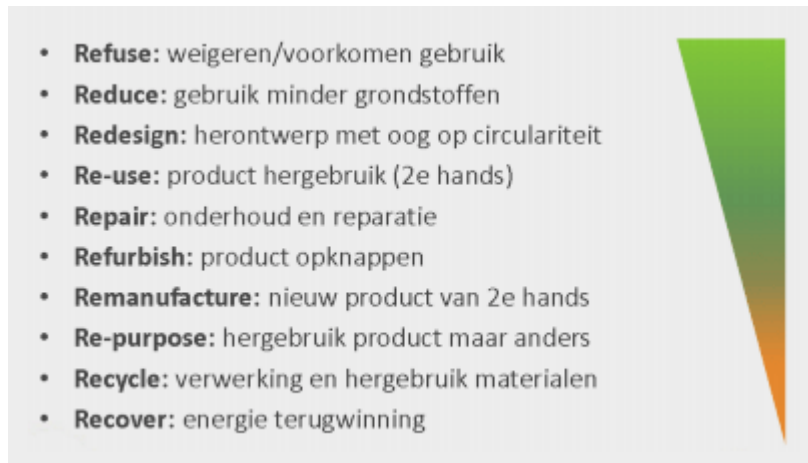 • Refuse: weigeren/voorkomen gebruik
• Reduce: gebruik minder grondstoffen
• Redesign: herontwerp met oog op circulariteit
• Re-use: product hergebruik (2e hands)
• Repair: onderhoud en reparatie
• Refurbish: product opknappen
• Remanufacture: nieuw product van 2e hands
• Re-purpose: hergebruik product maar anders
• Recycle: verwerking en hergebruik materialen
• Recover: energie terugwinning